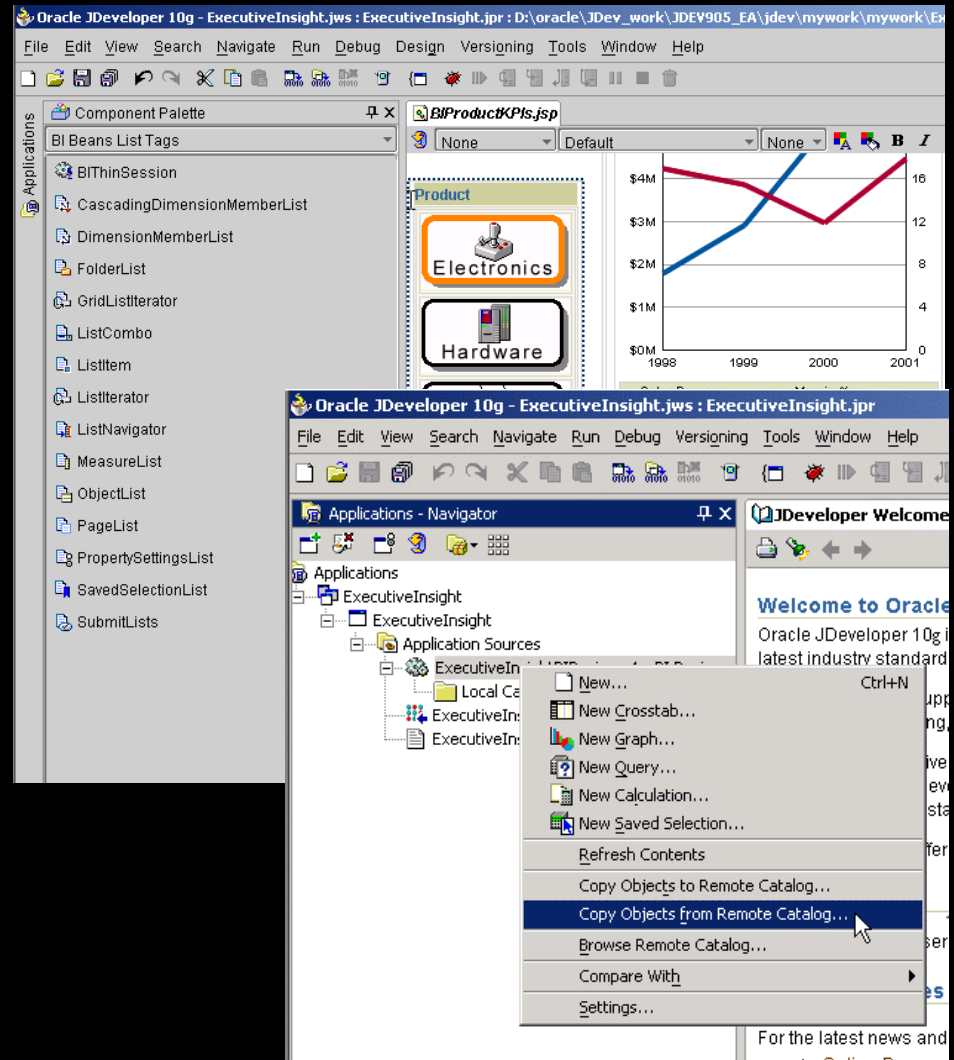 Oracle JDeveloper 10g - ExecutiveInsight.jws : ExecutiveInsight.jpr : D:\oracle\JDev_work\JDEV905_EA\jdev\mywork\mywork\Ex
File Edit View Search Navigate Run Debug Design Versioning Tools Window Help
Applications
Component Palette
BI Beans List Tags
BIThinSession
CascadingDimensionMemberList
DimensionMemberList
FolderList
GridListIterator
ListCombo
ListItem
ListIterator
ListNavigator
MeasureList
ObjectList
PageList
PropertySettingsList
SavedSelectionList
SubmitLists
BIProductKPIs.jsp
None Default None B I
Product
Electronics
Hardware
$4M 16
$3M 12
$2M 8
$1M 4
$0M 0
1998 1999 2000 2001
Oracle JDeveloper 10g - ExecutiveInsight.jws : ExecutiveInsight.jpr
File Edit View Search Navigate Run Debug Versioning Tools Window Help
Applications - Navigator
Applications
ExecutiveInsight
ExecutiveInsight
Application Sources
ExecutiveIn
Local Ca
ExecutiveIns
ExecutiveIns
New... Ctrl+N
New Crosstab...
New Graph...
New Query...
New Calculation...
New Saved Selection...
Refresh Contents
Copy Objects to Remote Catalog...
Copy Objects from Remote Catalog...
Browse Remote Catalog...
Compare With
Settings...
JDeveloper Welcome
Welcome to Oracle
Oracle JDeveloper 10g i
latest industry standard
For the latest news and